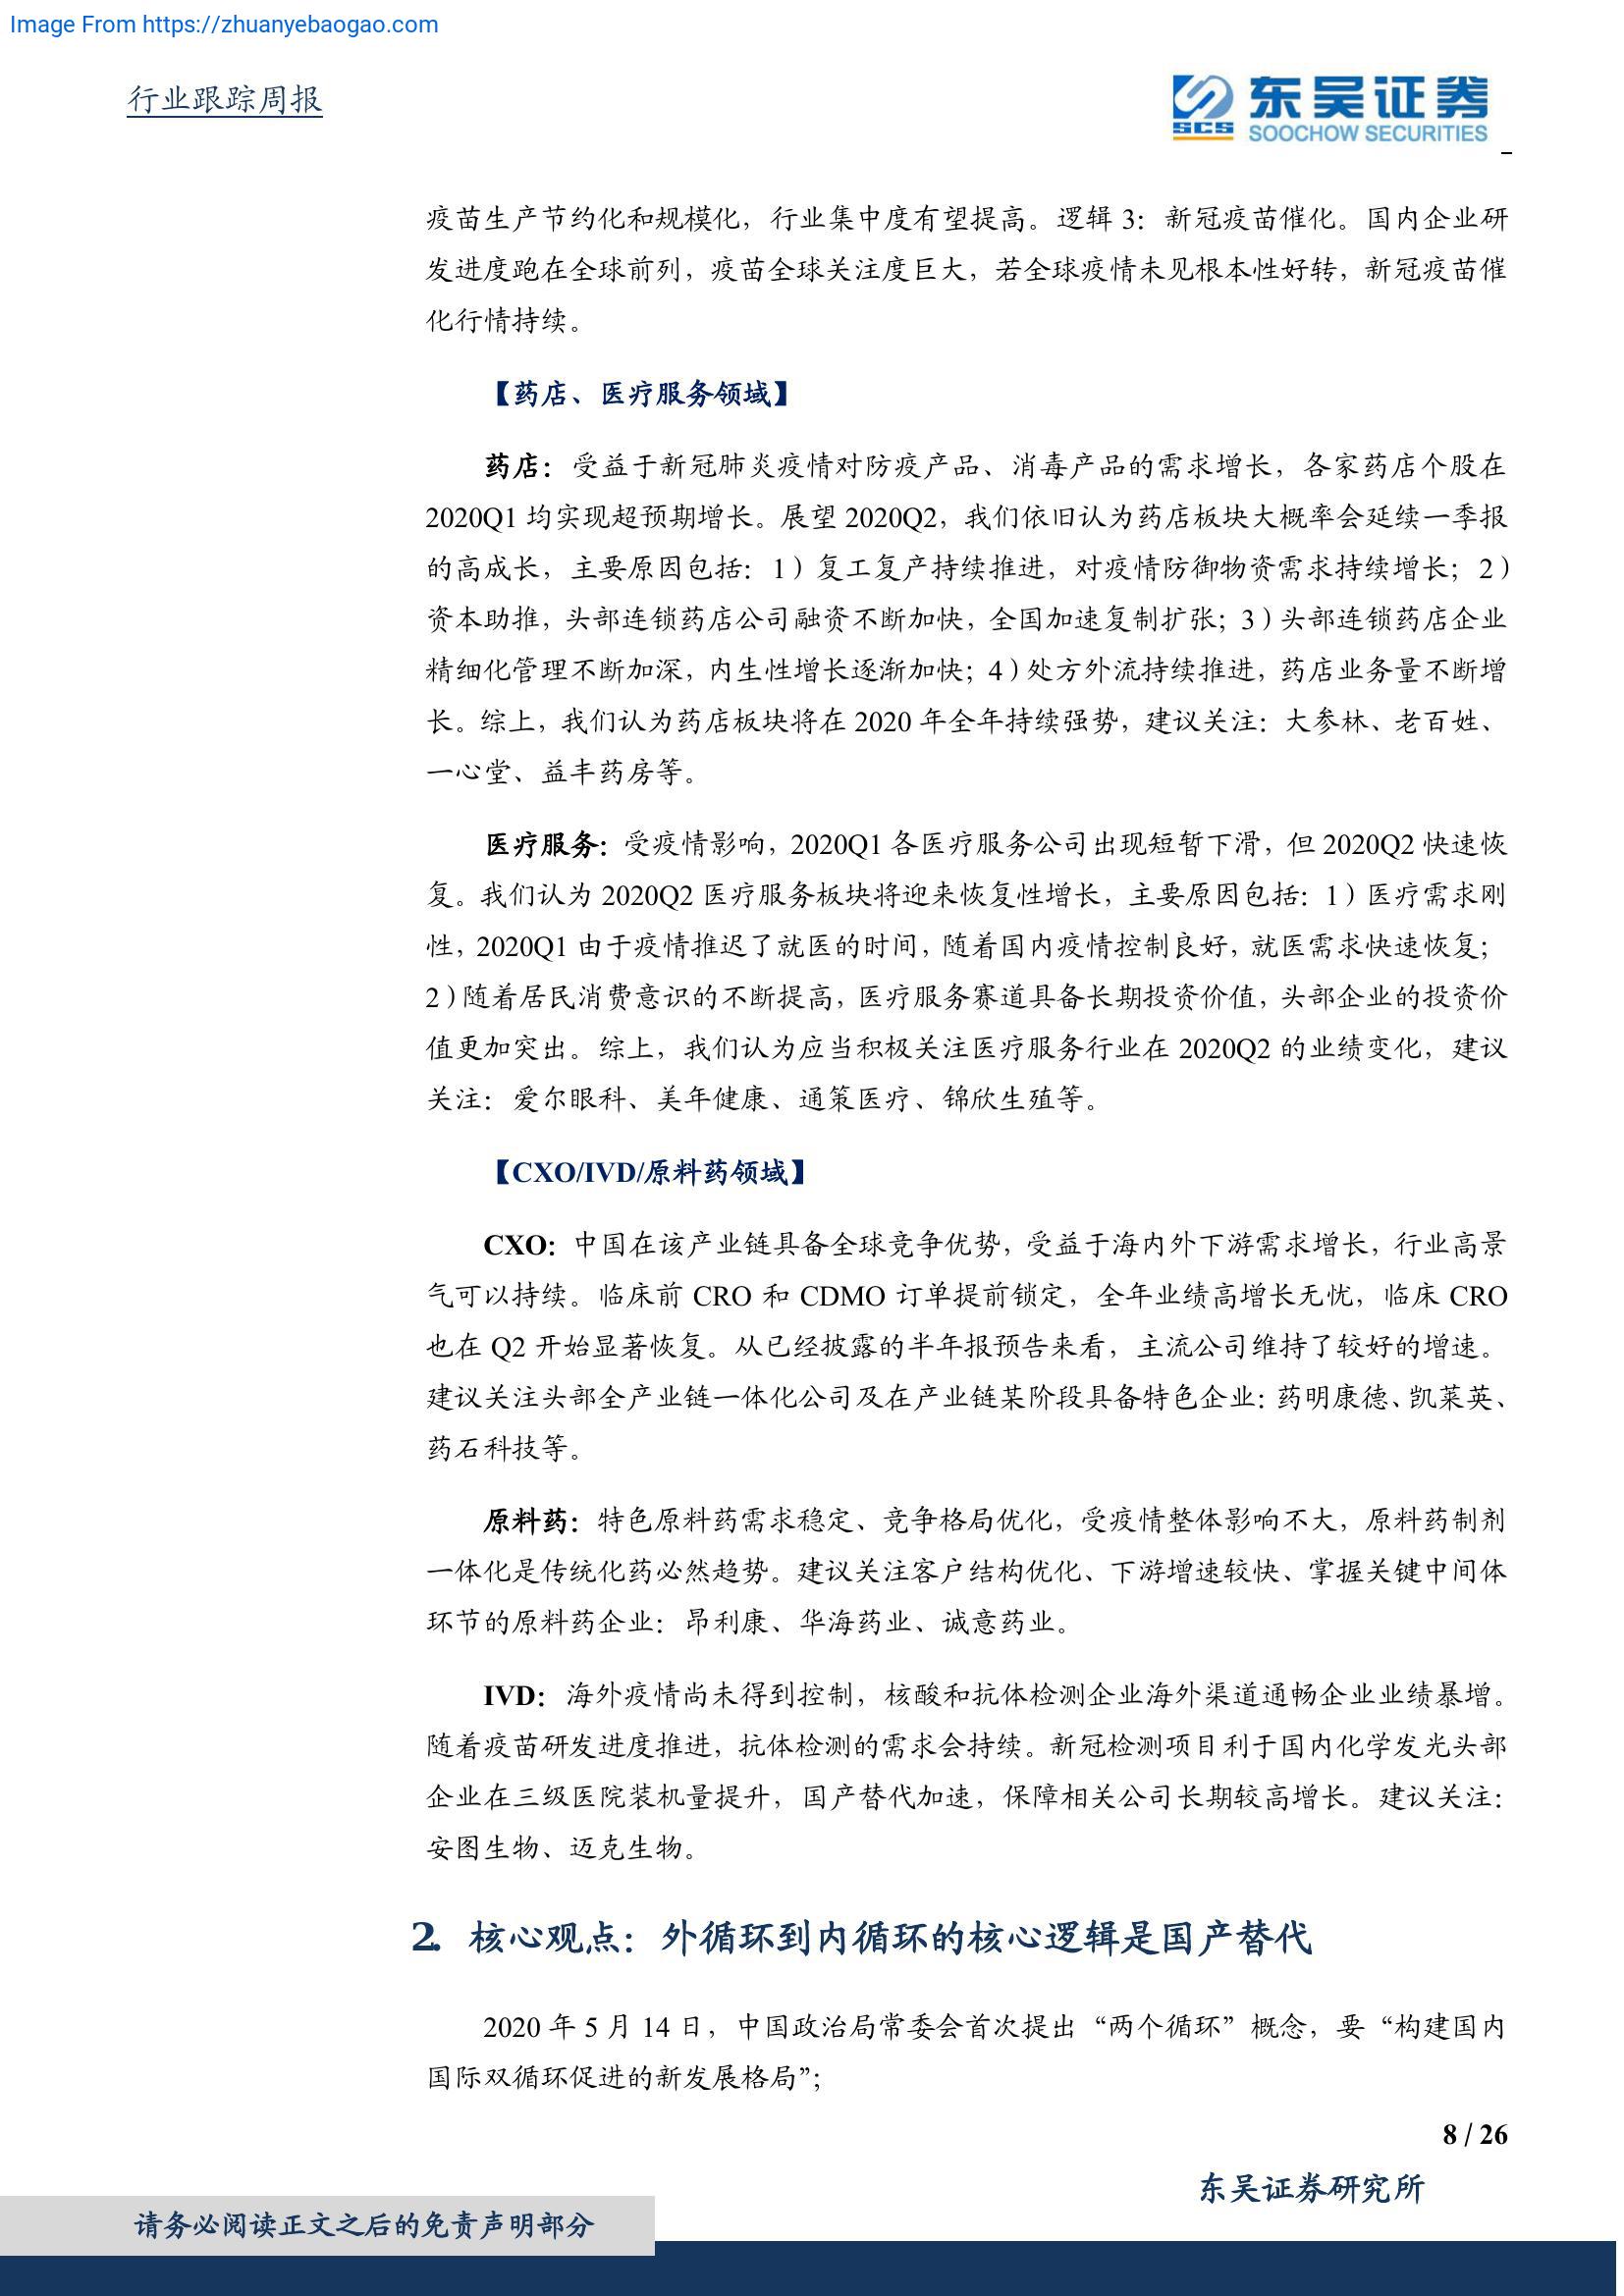 Image From https://zhuanyebaogao.com
行业跟踪周报
SCS
东吴证券
SOOCHOW SECURITIES
疫苗生产节约化和规模化，行业集中度有望提高。逻辑 3：新冠疫苗催化。国内企业研
发进度跑在全球前列，疫苗全球关注度巨大，若全球疫情未见根本性好转，新冠疫苗催
化行情持续。
【药店、医疗服务领域】
药店：受益于新冠肺炎疫情对防疫产品、消毒产品的需求增长，各家药店个股在
2020Q1 均实现超预期增长。展望 2020Q2，我们依旧认为药店板块大概率会延续一季报
的高成长，主要原因包括：1）复工复产持续推进，对疫情防御物资需求持续增长；2）
资本助推，头部连锁药店公司融资不断加快，全国加速复制扩张；3）头部连锁药店企业
精细化管理不断加深，内生性增长逐渐加快；4）处方外流持续推进，药店业务量不断增
长。综上，我们认为药店板块将在 2020 年全年持续强势，建议关注：大参林、老百姓、
一心堂、益丰药房等。
医疗服务：受疫情影响，2020Q1 各医疗服务公司出现短暂下滑，但 2020Q2 快速恢
复。我们认为 2020Q2 医疗服务板块将迎来恢复性增长，主要原因包括：1）医疗需求刚
性，2020Q1 由于疫情推迟了就医的时间，随着国内疫情控制良好，就医需求快速恢复；
2）随着居民消费意识的不断提高，医疗服务赛道具备长期投资价值，头部企业的投资价
值更加突出。综上，我们认为应当积极关注医疗服务行业在 2020Q2 的业绩变化，建议
关注：爱尔眼科、美年健康、通策医疗、锦欣生殖等。
【CXO/IVD/原料药领域】
CXO：中国在该产业链具备全球竞争优势，受益于海内外下游需求增长，行业高景
气可以持续。临床前 CRO 和 CDMO 订单提前锁定，全年业绩高增长无忧，临床 CRO
也在 Q2 开始显著恢复。从已经披露的半年报预告来看，主流公司维持了较好的增速。
建议关注头部全产业链一体化公司及在产业链某阶段具备特色企业：药明康德、凯莱英、
药石科技等。
原料药：特色原料药需求稳定、竞争格局优化，受疫情整体影响不大，原料药制剂
一体化是传统化药必然趋势。建议关注客户结构优化、下游增速较快、掌握关键中间体
环节的原料药企业：昂利康、华海药业、诚意药业。
IVD：海外疫情尚未得到控制，核酸和抗体检测企业海外渠道通畅企业业绩暴增。
随着疫苗研发进度推进，抗体检测的需求会持续。新冠检测项目利于国内化学发光头部
企业在三级医院装机量提升，国产替代加速，保障相关公司长期较高增长。建议关注：
安图生物、迈克生物。
2. 核心观点：外循环到内循环的核心逻辑是国产替代
2020 年 5 月 14 日，中国政治局常委会首次提出“两个循环”概念，要“构建国内
国际双循环促进的新发展格局”；
8 / 26
东吴证券研究所
请务必阅读正文之后的免责声明部分